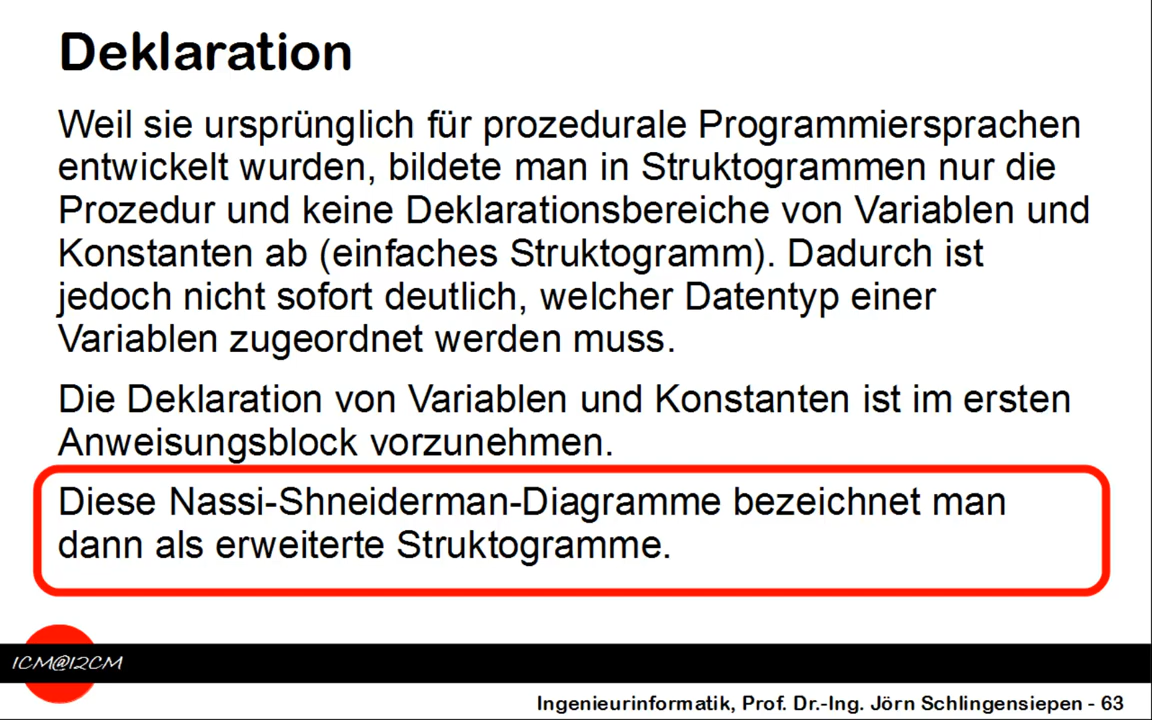 Deklaration
Weil sie ursprünglich für prozedurale Programmiersprachen
entwickelt wurden, bildete man in Struktogrammen nur die
Prozedur und keine Deklarationsbereiche von Variablen und
Konstanten ab (einfaches Struktogramm). Dadurch ist
jedoch nicht sofort deutlich, welcher Datentyp einer
Variablen zugeordnet werden muss.
Die Deklaration von Variablen und Konstanten ist im ersten
Anweisungsblock vorzunehmen.
Diese Nassi-Shneiderman-Diagramme bezeichnet man
dann als erweiterte Struktogramme.
1CM@12CM
Ingenieurinformatik, Prof. Dr.-Ing. Jörn Schlingensiepen - 63